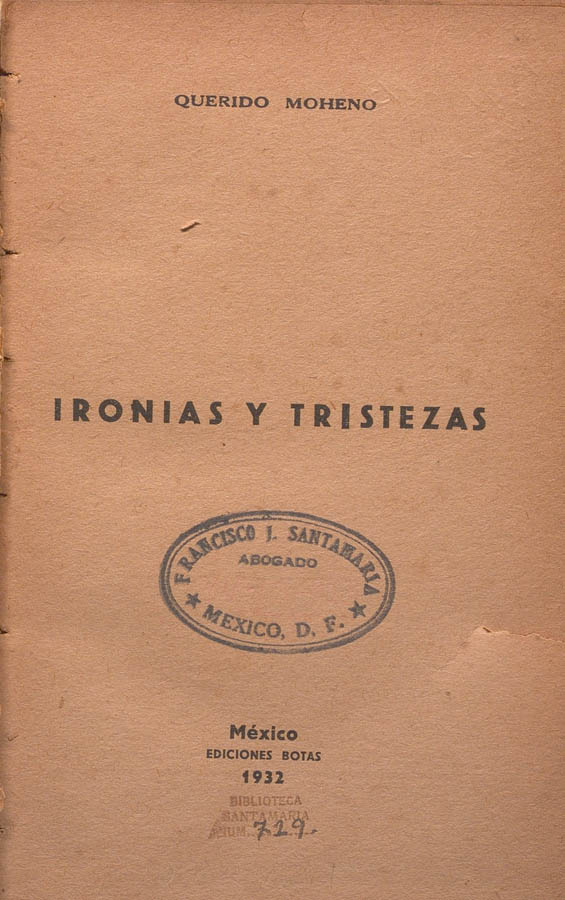 QUERIDO MOHENO
IRONIAS Y TRISTEZAS
FRANCISCO J. SANTAMARIA
ABOGADO
★ MEXICO, D. F. ★
México
EDICIONES BOTAS
1932
BIBLIOTECA
SANTAMARIA
NUM. 729.